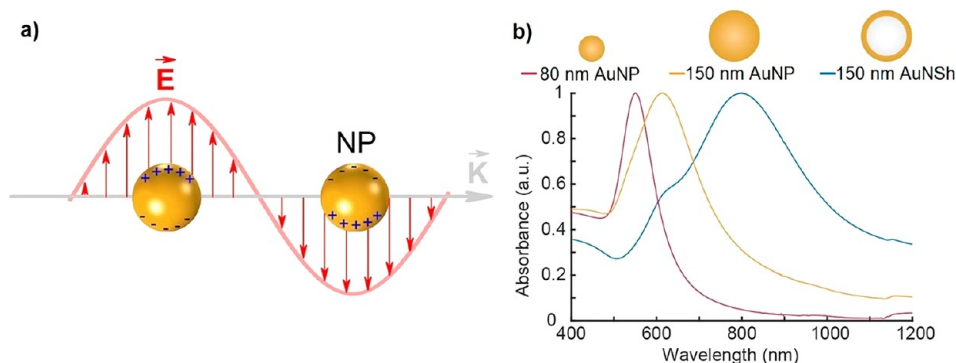 a)
E
NP
K
+ + + + +
- - - - -
- - - - -
+ + + + +
b)
80 nm AuNP
150 nm AuNP
150 nm AuNSh
Absorbance (a.u.)
1
0.8
0.6
0.4
0.2
0
400
600
800
1000
1200
Wavelength (nm)